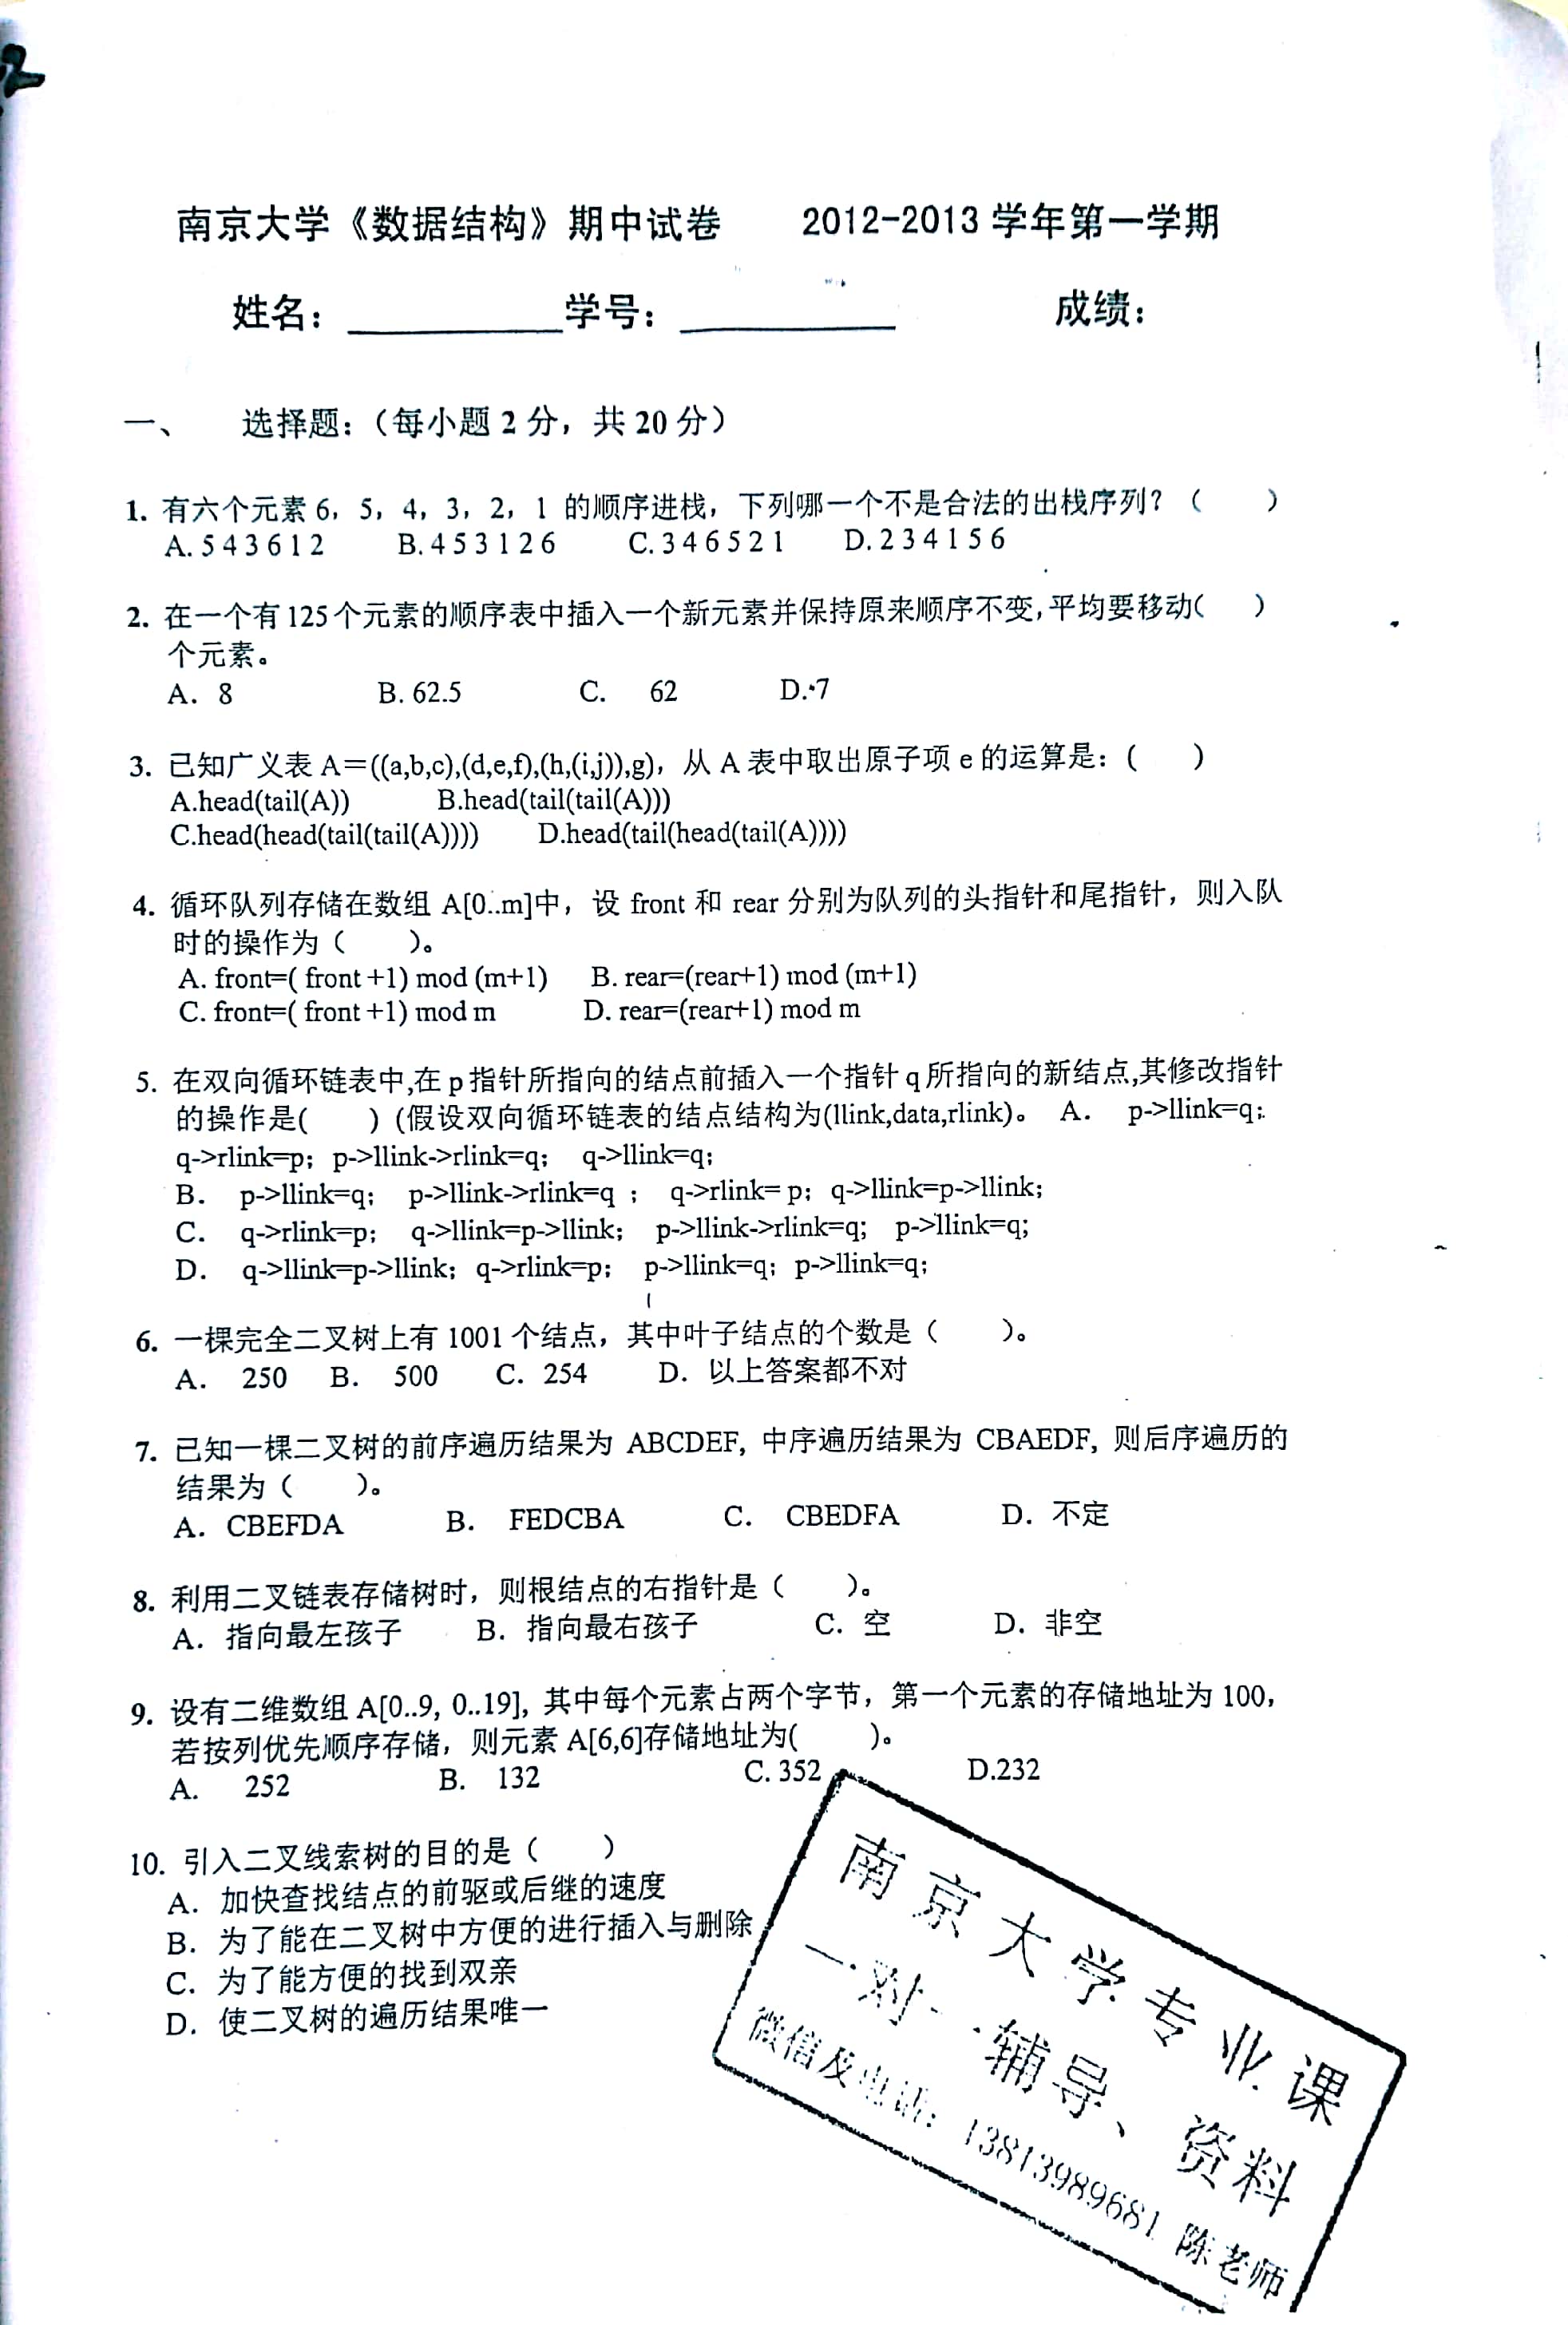 南京大学《数据结构》期中试卷 2012-2013 学年第一学期
姓名：__________学号：__________ 成绩：
一、 选择题：（每小题 2 分，共 20 分）
1. 有六个元素 6，5，4，3，2，1 的顺序进栈，下列哪一个不是合法的出栈序列？（ ）
A. 5 4 3 6 1 2 B. 4 5 3 1 2 6 C. 3 4 6 5 2 1 D. 2 3 4 1 5 6
2. 在一个有 125 个元素的顺序表中插入一个新元素并保持原来顺序不变,平均要移动( )
个元素。
A. 8 B. 62.5 C. 62 D. 7
3. 已知广义表 A＝((a,b,c),(d,e,f),(h,(i,j)),g)，从 A 表中取出原子项 e 的运算是：( )
A.head(tail(A)) B.head(tail(tail(A)))
C.head(head(tail(tail(A)))) D.head(tail(head(tail(A))))
4. 循环队列存储在数组 A[0..m]中，设 front 和 rear 分别为队列的头指针和尾指针，则入队
时的操作为（ )。
A. front=( front +1) mod (m+1) B. rear=(rear+1) mod (m+1)
C. front=( front +1) mod m D. rear=(rear+1) mod m
5. 在双向循环链表中,在 p 指针所指向的结点前插入一个指针 q 所指向的新结点,其修改指针
的操作是( ) (假设双向循环链表的结点结构为(llink,data,rlink)。 A. p->llink=q；
q->rlink=p；p->llink->rlink=q； q->llink=q；
B. p->llink=q； p->llink->rlink=q ； q->rlink= p；q->llink=p->llink；
C. q->rlink=p； q->llink=p->llink； p->llink->rlink=q; p->llink=q;
D. q->llink=p->llink；q->rlink=p； p->llink=q；p->llink=q；
6. 一棵完全二叉树上有 1001 个结点，其中叶子结点的个数是（ )。
A. 250 B. 500 C. 254 D. 以上答案都不对
7. 已知一棵二叉树的前序遍历结果为 ABCDEF, 中序遍历结果为 CBAEDF, 则后序遍历的
结果为（ )。
A. CBEFDA B. FEDCBA C. CBEDFA D. 不定
8. 利用二叉链表存储树时，则根结点的右指针是（ )。
A. 指向最左孩子 B. 指向最右孩子 C. 空 D. 非空
9. 设有二维数组 A[0..9, 0..19], 其中每个元素占两个字节，第一个元素的存储地址为 100，
若按列优先顺序存储，则元素 A[6,6]存储地址为( )。
A. 252 B. 132 C. 352 D.232
10. 引入二叉线索树的目的是（ ）
A. 加快查找结点的前驱或后继的速度
B. 为了能在二叉树中方便的进行插入与删除
C. 为了能方便的找到双亲
D. 使二叉树的遍历结果唯一
南京大学专业课
一对一辅导、资料
微信及电话：13813989681 陈老师